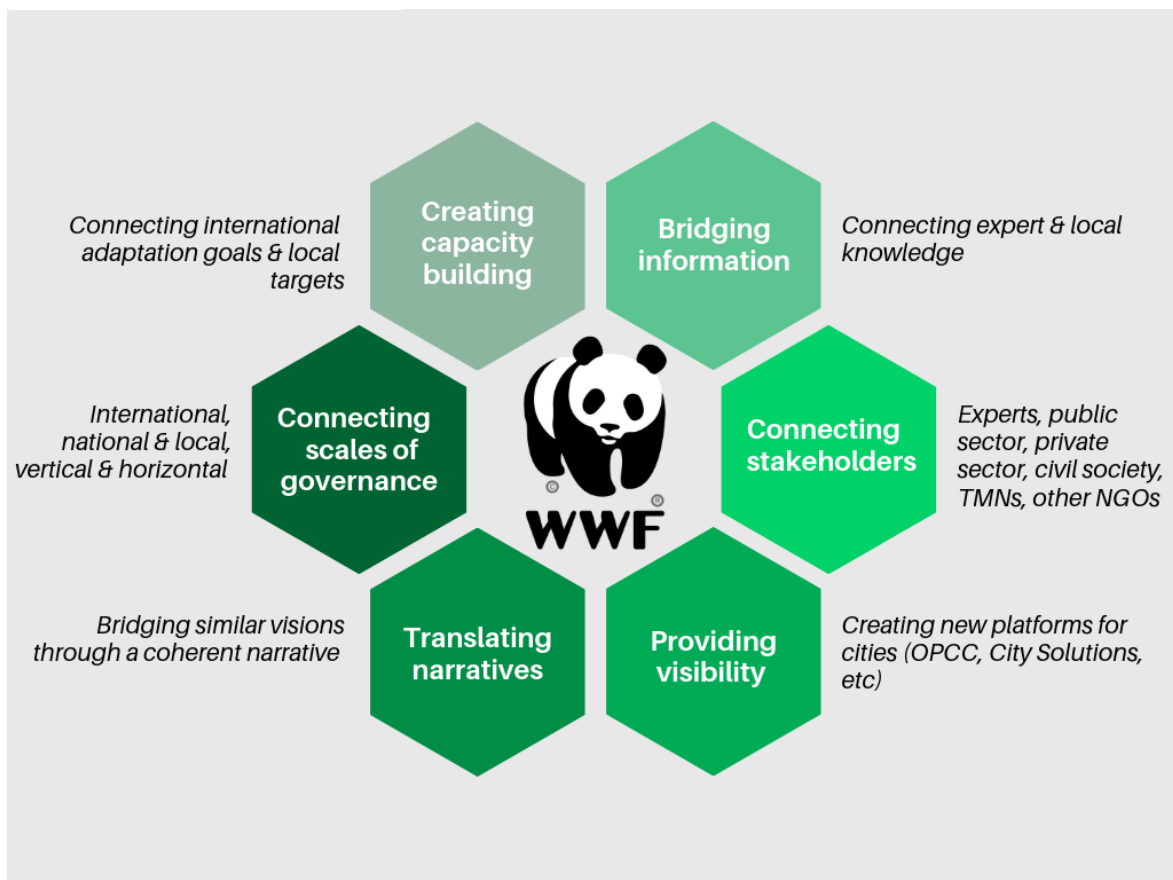 Creating
capacity
building
Connecting international
adaptation goals & local
targets
Bridging
information
Connecting expert & local
knowledge
Connecting
scales of
governance
International,
national & local,
vertical & horizontal
Connecting
stakeholders
Experts, public
sector, private
sector, civil society,
TMNs, other NGOs
© ®
WWF
Translating
narratives
Bridging similar visions
through a coherent narrative
Providing
visibility
Creating new platforms for
cities (OPCC, City Solutions,
etc)